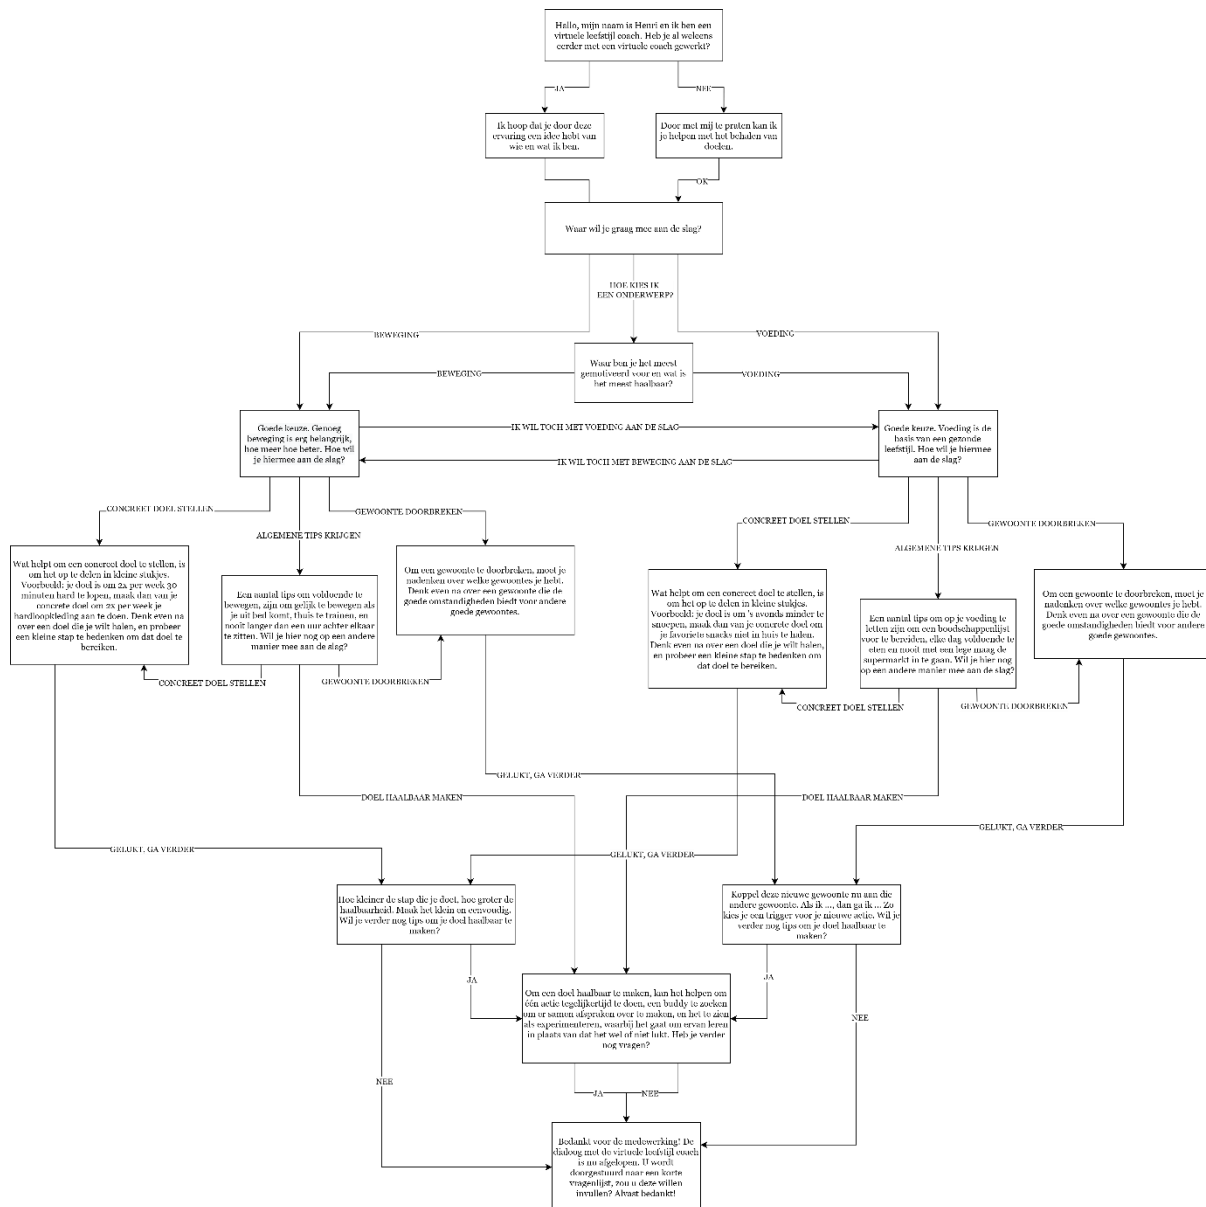 Hallo, mijn naam is Henri en ik ben een
virtuele leefstijl coach. Heb je al weleens
eerder met een virtuele coach gewerkt?
JA
NEE
Ik hoop dat je door deze
ervaring een idee hebt van
wie en wat ik ben.
Door met mij te praten kan ik
je helpen met het behalen van
doelen.
OK
Waar wil je graag mee aan de slag?
HOE KIES IK
EEN ONDERWERP?
BEWEGING
VOEDING
Waar ben je het meest
gemotiveerd voor en wat is
het meest haalbaar?
BEWEGING
VOEDING
Goede keuze. Genoeg
beweging is erg belangrijk,
hoe meer hoe beter. Hoe wil
je hiermee aan de slag?
IK WIL TOCH MET VOEDING AAN DE SLAG
IK WIL TOCH MET BEWEGING AAN DE SLAG
Goede keuze. Voeding is de
basis van een gezonde
leefstijl. Hoe wil je hiermee
aan de slag?
CONCREET DOEL STELLEN
ALGEMENE TIPS KRIJGEN
GEWOONTE DOORBREKEN
CONCREET DOEL STELLEN
ALGEMENE TIPS KRIJGEN
GEWOONTE DOORBREKEN
Wat helpt om een concreet doel te stellen, is
om het op te delen in kleine stukjes.
Voorbeeld: je doel is om 2x per week 30
minuten hard te lopen, maak dan van je
concrete doel om 2x per week je
hardloopkleding aan te doen. Denk even na
over een doel die je wilt halen, en probeer
een kleine stap te bedenken om dat doel te
bereiken.
Een aantal tips om voldoende te
bewegen, zijn om gelijk te bewegen als
je uit bed komt, thuis te trainen, en
nooit langer dan een uur achter elkaar
te zitten. Wil je hier nog op een andere
manier mee aan de slag?
Om een gewoonte te doorbreken, moet je
nadenken over welke gewoontes je hebt.
Denk even na over een gewoonte die de
goede omstandigheden biedt voor andere
goede gewoontes.
CONCREET DOEL STELLEN
GEWOONTE DOORBREKEN
Wat helpt om een concreet doel te stellen, is
om het op te delen in kleine stukjes.
Voorbeeld: je doel is om 's avonds minder te
snoepen, maak dan van je concrete doel om
je favoriete snacks niet in huis te halen.
Denk even na over een doel die je wilt halen,
en probeer een kleine stap te bedenken om
dat doel te bereiken.
Een aantal tips om op je voeding te
letten zijn om een boodschappenlijst
voor te bereiden, elke dag voldoende te
eten en nooit met een lege maag de
supermarkt in te gaan. Wil je hier nog
op een andere manier mee aan de slag?
Om een gewoonte te doorbreken, moet je
nadenken over welke gewoontes je hebt.
Denk even na over een gewoonte die de
goede omstandigheden biedt voor andere
goede gewoontes.
CONCREET DOEL STELLEN
GEWOONTE DOORBREKEN
GELUKT, GA VERDER
DOEL HAALBAAR MAKEN
DOEL HAALBAAR MAKEN
GELUKT, GA VERDER
GELUKT, GA VERDER
GELUKT, GA VERDER
Hoe kleiner de stap die je doet, hoe groter de
haalbaarheid. Maak het klein en eenvoudig.
Wil je verder nog tips om je doel haalbaar te
maken?
Koppel deze nieuwe gewoonte nu aan die
andere gewoonte. Als ik ..., dan ga ik ... Zo
kies je een trigger voor je nieuwe actie. Wil je
verder nog tips om je doel haalbaar te
maken?
JA
JA
Om een doel haalbaar te maken, kan het helpen om
één actie tegelijkertijd te doen, een buddy te zoeken
om er samen afspraken over te maken, en het te zien
als experimenteren, waarbij het gaat om ervan leren
in plaats van dat het wel of niet lukt. Heb je verder
nog vragen?
NEE
NEE
JA
NEE
Bedankt voor de medewerking! De
dialoog met de virtuele leefstijl coach
is nu afgelopen. U wordt
doorgestuurd naar een korte
vragenlijst, zou u deze willen
invullen? Alvast bedankt!